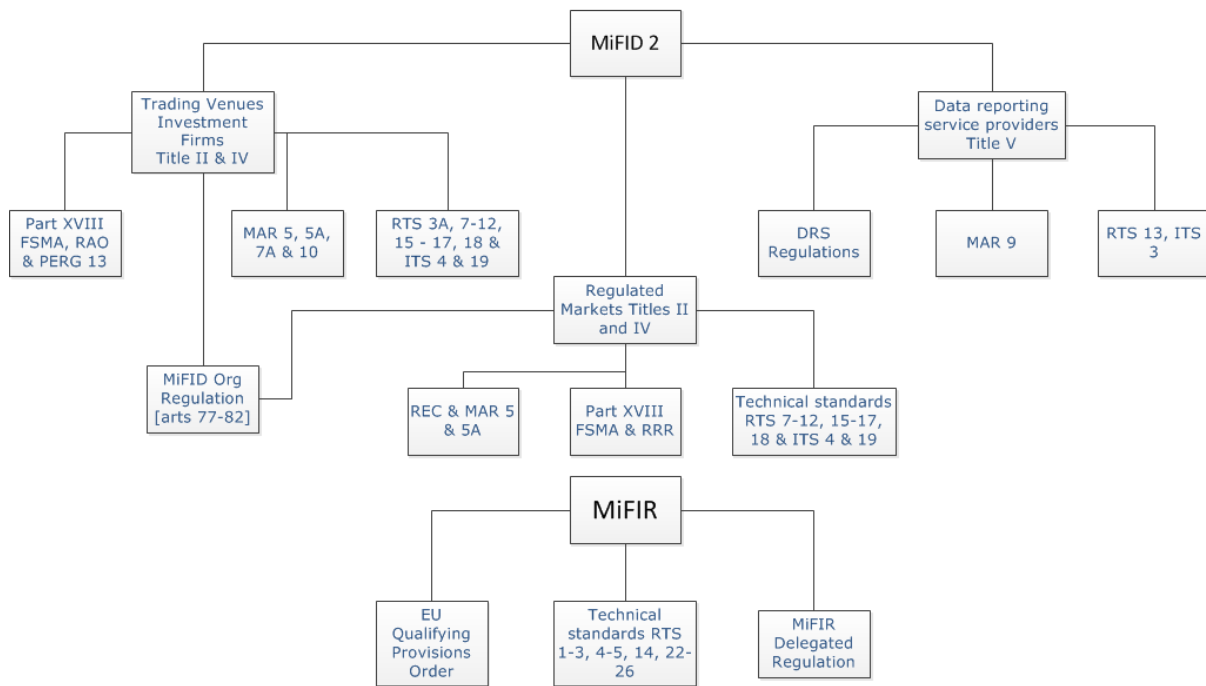 MiFID 2
Trading Venues
Investment
Firms
Title II & IV
Data reporting
service providers
Title V
Part XVIII
FSMA, RAO
& PERG 13
MAR 5, 5A,
7A & 10
RTS 3A, 7-12,
15 - 17, 18 &
ITS 4 & 19
DRS
Regulations
MAR 9
RTS 13, ITS
3
Regulated
Markets Titles II
and IV
MiFID Org
Regulation
[arts 77-82]
REC & MAR 5
& 5A
Part XVIII
FSMA & RRR
Technical standards
RTS 7-12, 15-17,
18 & ITS 4 & 19
MiFIR
EU
Qualifying
Provisions
Order
Technical
standards RTS
1-3, 4-5, 14, 22-
26
MiFIR
Delegated
Regulation